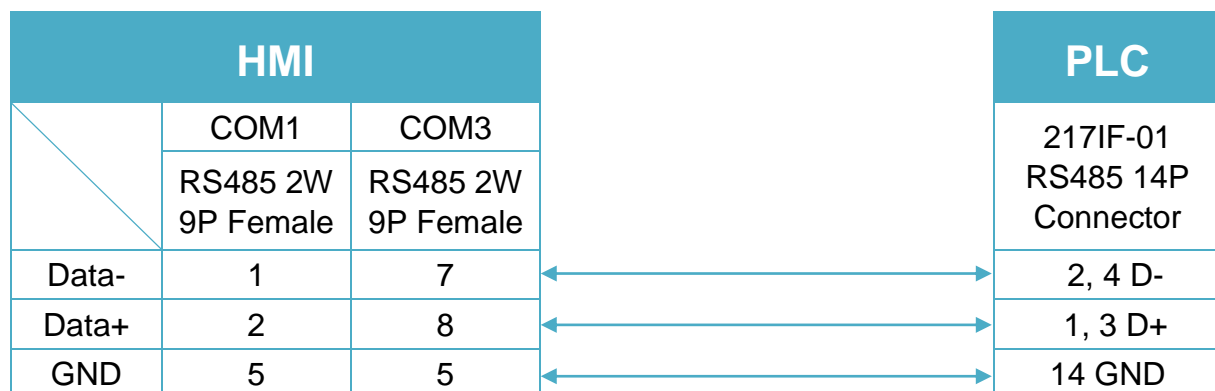 HMI PLC
COM1 COM3
217IF-01
RS485 14P
Connector
RS485 2W RS485 2W
9P Female 9P Female
Data- 1 7 2, 4 D-
Data+ 2 8 1, 3 D+
GND 5 5 14 GND